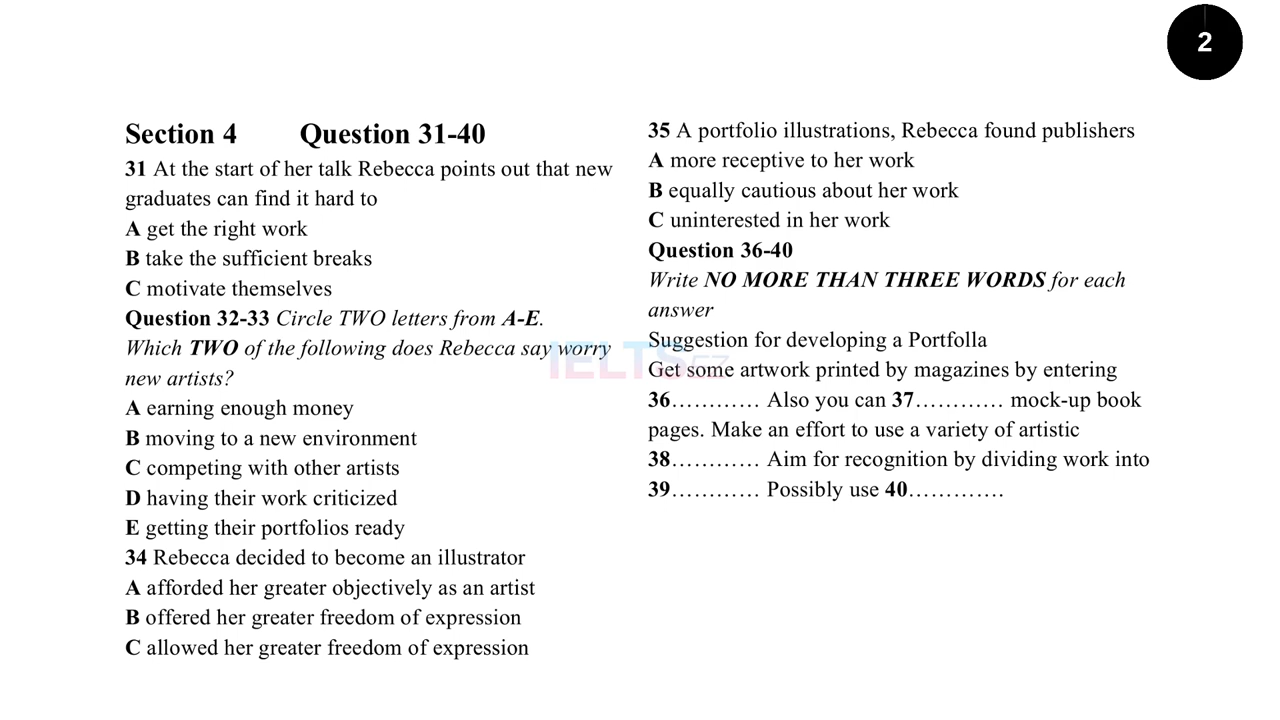 2
Section 4 Question 31-40
31 At the start of her talk Rebecca points out that new
graduates can find it hard to
A get the right work
B take the sufficient breaks
C motivate themselves
Question 32-33 Circle TWO letters from A-E.
Which TWO of the following does Rebecca say worry
new artists?
A earning enough money
B moving to a new environment
C competing with other artists
D having their work criticized
E getting their portfolios ready
34 Rebecca decided to become an illustrator
A afforded her greater objectively as an artist
B offered her greater freedom of expression
C allowed her greater freedom of expression
35 A portfolio illustrations, Rebecca found publishers
A more receptive to her work
B equally cautious about her work
C uninterested in her work
Question 36-40
Write NO MORE THAN THREE WORDS for each
answer
Suggestion for developing a Portfolla
Get some artwork printed by magazines by entering
36………… Also you can 37………… mock-up book
pages. Make an effort to use a variety of artistic
38………… Aim for recognition by dividing work into
39………… Possibly use 40………….
IELTSEZ